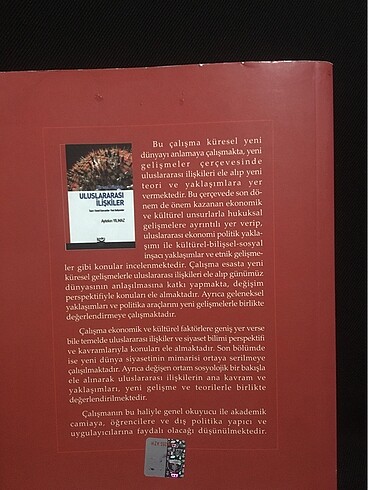 ULUSLARARASI
İLİŞKİLER
Aytekin YILMAZ
Bu çalışma küresel yeni
dünyayı anlamaya çalışmakta, yeni
gelişmeler çerçevesinde
uluslararası ilişkileri ele alıp yeni
teori ve yaklaşımlara yer
vermektedir. Bu çerçevede son dö-
nem de önem kazanan ekonomik
ve kültürel unsurlarla hukuksal
gelişmelere ayrıntılı yer verip,
uluslararası ekonomi politik yakla-
şımı ile kültürel-bilişsel-sosyal
inşacı yaklaşımlar ve etnik gelişme-
ler gibi konular incelenmektedir. Çalışma esasta yeni
küresel gelişmelerle uluslararası ilişkileri ele alıp günümüz
dünyasının anlaşılmasına katkı yapmakta, değişim
perspektifiyle konuları ele almaktadır. Ayrıca geleneksel
yaklaşımları ve politika araçlarını yeni gelişmelerle birlikte
değerlendirmeye çalışmaktadır.
Çalışma ekonomik ve kültürel faktörlere geniş yer verse
bile temelde uluslararası ilişkiler ve siyaset bilimi perspektifi
ve kavramlarıyla konuları ele almaktadır. Son bölümde
ise yeni dünya siyasetinin mimarisi ortaya serilmeye
çalışılmaktadır. Ayrıca değişen ortam sosyolojik bir bakışla
ele alınarak uluslararası ilişkilerin ana kavram ve
yaklaşımları, yeni gelişme ve teorilerle birlikte
değerlendirilmektedir.
Çalışmanın bu haliyle genel okuyucu ile akademik
camiaya, öğrencilere ve dış politika yapıcı ve
uygulayıcılarına faydalı olacağı düşünülmektedir.